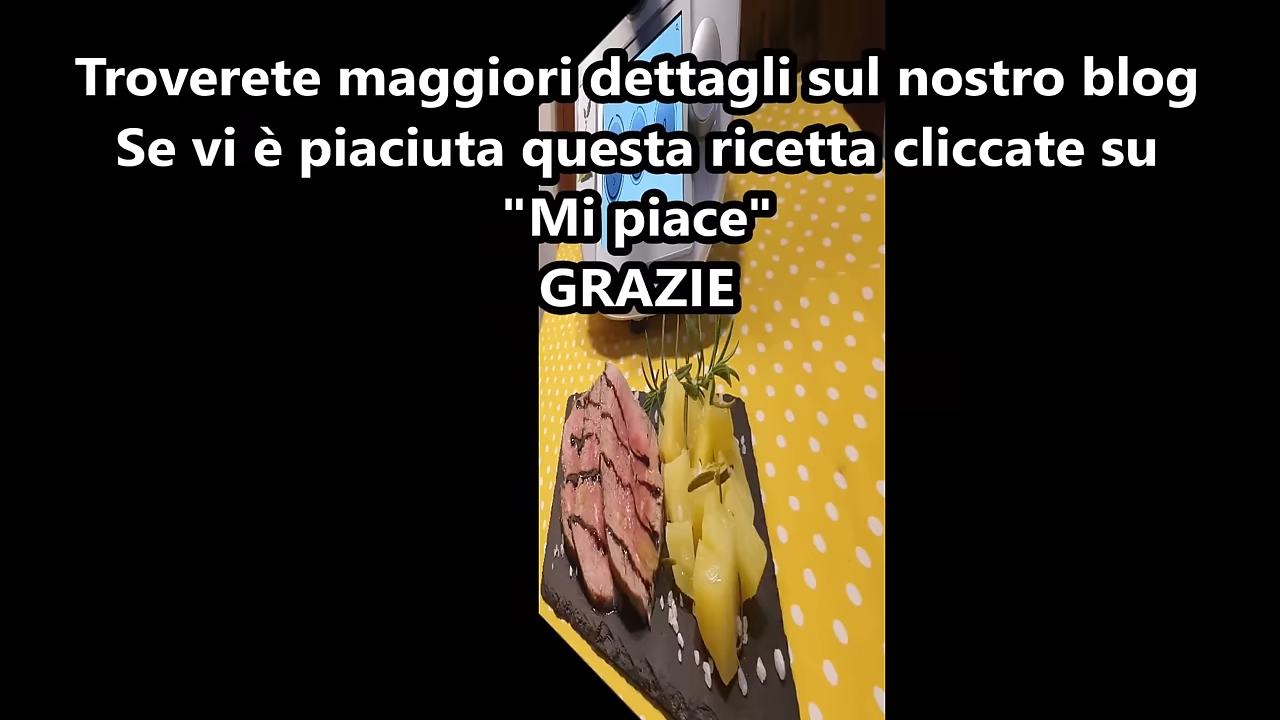 Troverete maggiori dettagli sul nostro blog
Se vi è piaciuta questa ricetta cliccate su
"Mi piace"
GRAZIE